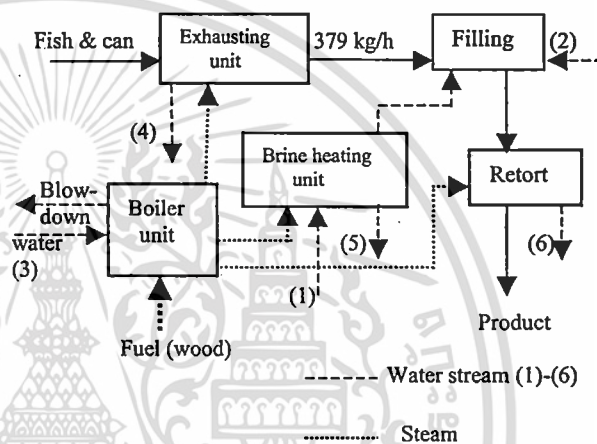 Fish & can
Exhausting
unit
379 kg/h
Filling
(2)
(4)
Brine heating
unit
Retort
Blow-
down
water
(3)
Boiler
unit
(5)
(6)
(1)
Fuel (wood)
Product
Water stream (1)-(6)
Steam